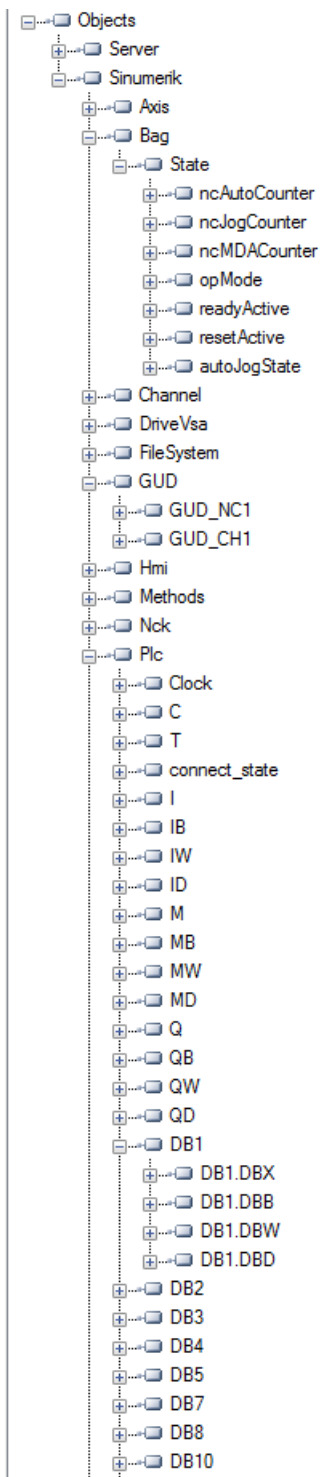 Objects
Server
Sinumerik
Axis
Bag
State
ncAutoCounter
ncJogCounter
ncMDACounter
opMode
readyActive
resetActive
autoJogState
Channel
DriveVsa
FileSystem
GUD
GUD_NC1
GUD_CH1
Hmi
Methods
Nck
Plc
Clock
C
T
connect_state
I
IB
IW
ID
M
MB
MW
MD
Q
QB
QW
QD
DB1
DB1.DBX
DB1.DBB
DB1.DBW
DB1.DBD
DB2
DB3
DB4
DB5
DB7
DB8
DB10